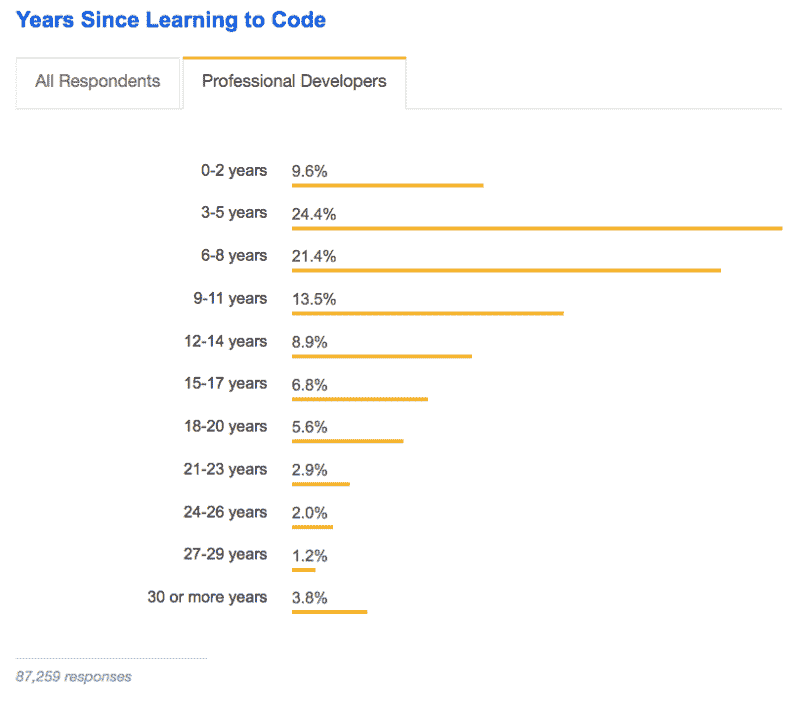 Years Since Learning to Code
All Respondents Professional Developers
0-2 years 9.6%
3-5 years 24.4%
6-8 years 21.4%
9-11 years 13.5%
12-14 years 8.9%
15-17 years 6.8%
18-20 years 5.6%
21-23 years 2.9%
24-26 years 2.0%
27-29 years 1.2%
30 or more years 3.8%
87,259 responses